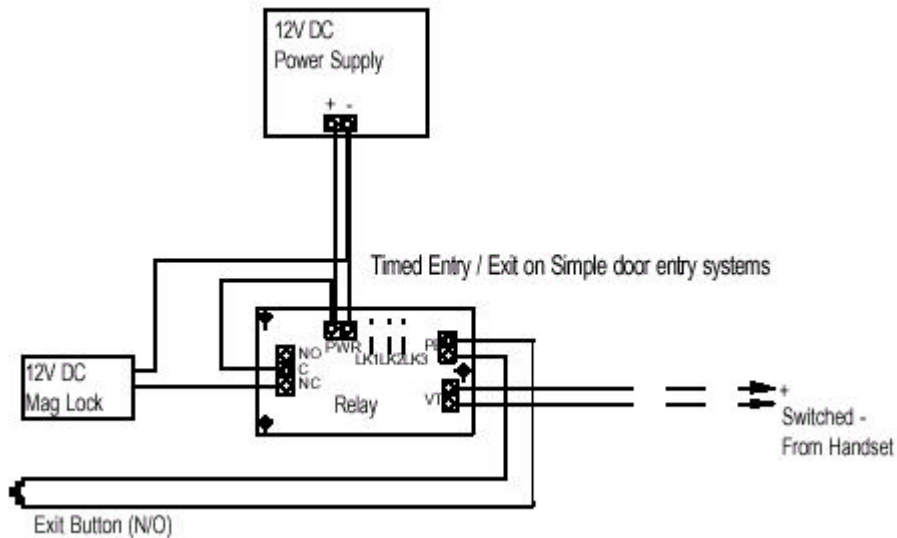 12V DC
Power Supply
+ -
Timed Entry / Exit on Simple door entry systems
NO
C
NC
PWR
LK1LK2LK3
VT
Relay
12V DC
Mag Lock
+
Switched -
From Handset
Exit Button (N/O)